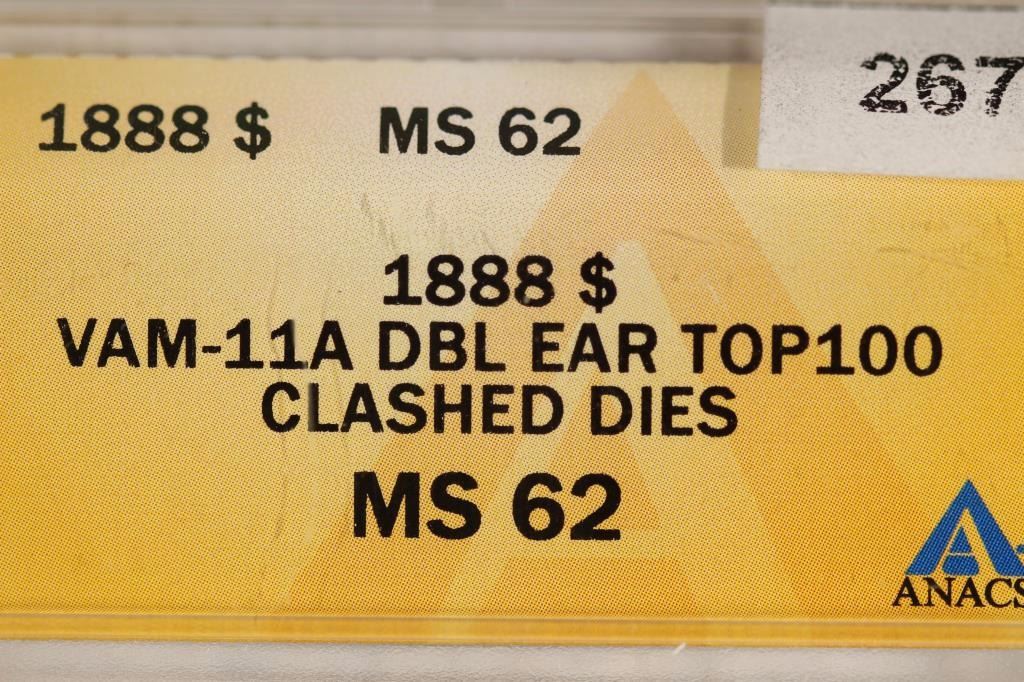 267
1888 $ MS 62
1888 $
VAM-11A DBL EAR TOP100
CLASHED DIES
MS 62
ANACS